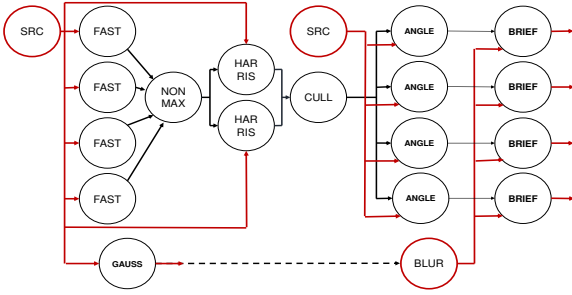 SRC
FAST
FAST
FAST
FAST
NON
MAX
HAR
RIS
HAR
RIS
CULL
SRC
ANGLE
ANGLE
ANGLE
ANGLE
BRIEF
BRIEF
BRIEF
BRIEF
GAUSS
BLUR